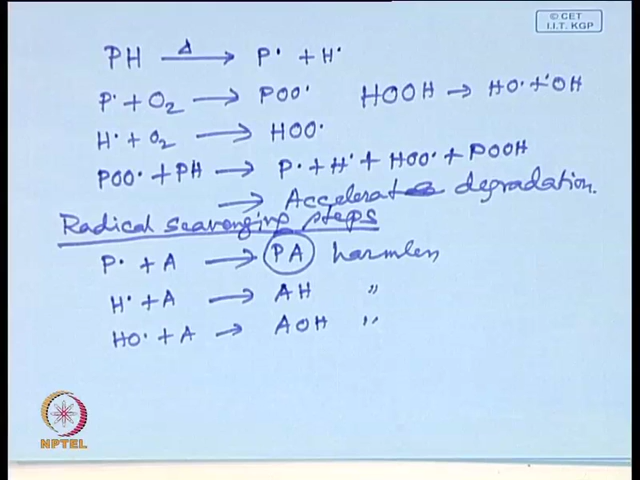 © CET
I.I.T. KGP
PH —Δ→ P• + H•
P• + O₂ → POO•    HOOH → HO• + •OH
H• + O₂ → HOO•
POO• + PH → P• + H• + HOO• + POOH
→ Accelerates degradation.
Radical scavenging steps
P• + A → PA harmless
H• + A → AH "
HO• + A → AOH "
NPTEL